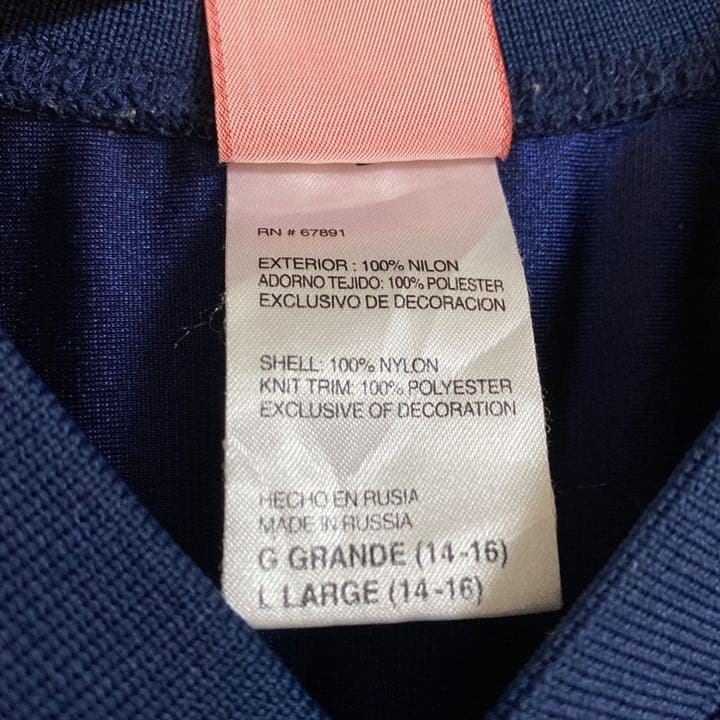 RN # 67891
EXTERIOR : 100% NILON
ADORNO TEJIDO: 100% POLIESTER
EXCLUSIVO DE DECORACION
SHELL: 100% NYLON
KNIT TRIM: 100% POLYESTER
EXCLUSIVE OF DECORATION
HECHO EN RUSIA
MADE IN RUSSIA
G GRANDE (14-16)
L LARGE (14-16)